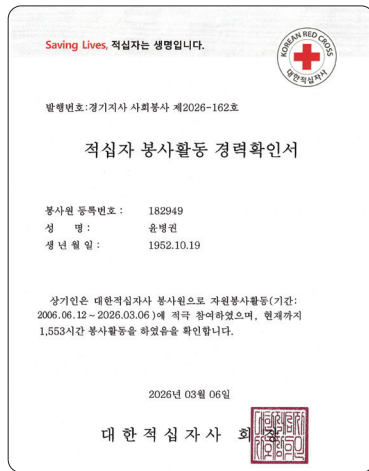 Saving Lives, 적십자는 생명입니다.
KOREAN RED CROSS
대한적십자사
발행번호:경기지사 사회봉사 제2026-162호
적십자 봉사활동 경력확인서
봉사원 등록번호 : 182949
성 명 : 윤병권
생년월일 : 1952.10.19
상기인은 대한적십자사 봉사원으로 자원봉사활동(기간:
2006.06.12 ~ 2026.03.06)에 적극 참여하였으며, 현재까지
1,553시간 봉사활동을 하였음을 확인합니다.
2026년 03월 06일
대한적십자사 회장